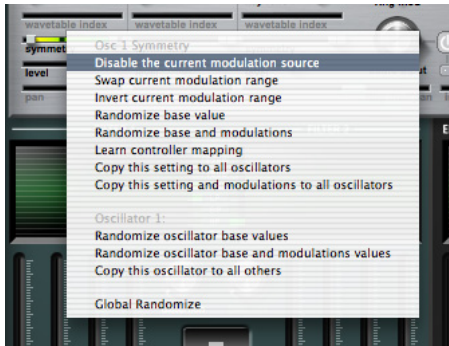 Ring Mod
wavetable index wavetable index wavetable index
symmet
Osc 1 Symmetry
Disable the current modulation source
level
Swap current modulation range
Invert current modulation range
pan
Randomize base value
Randomize base and modulations
Learn controller mapping
Copy this setting to all oscillators
Copy this setting and modulations to all oscillators
Oscillator 1:
Randomize oscillator base values
Randomize oscillator base and modulations values
Copy this oscillator to all others
Global Randomize